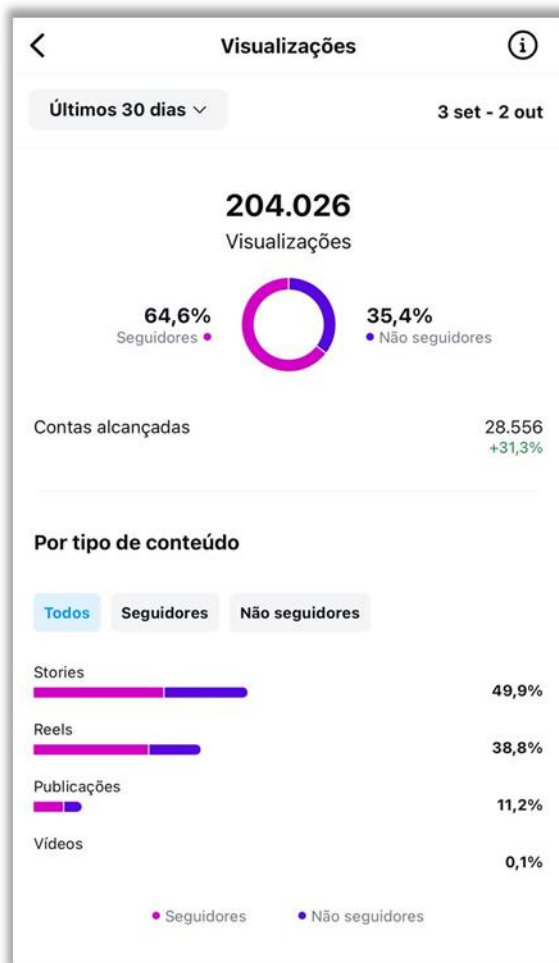 Visualizações
Últimos 30 dias
3 set - 2 out
204.026
Visualizações
64,6%
Seguidores
35,4%
Não seguidores
Contas alcançadas
28.556
+31,3%
Por tipo de conteúdo
Todos
Seguidores
Não seguidores
Stories
49,9%
Reels
38,8%
Publicações
11,2%
Vídeos
0,1%
Seguidores
Não seguidores